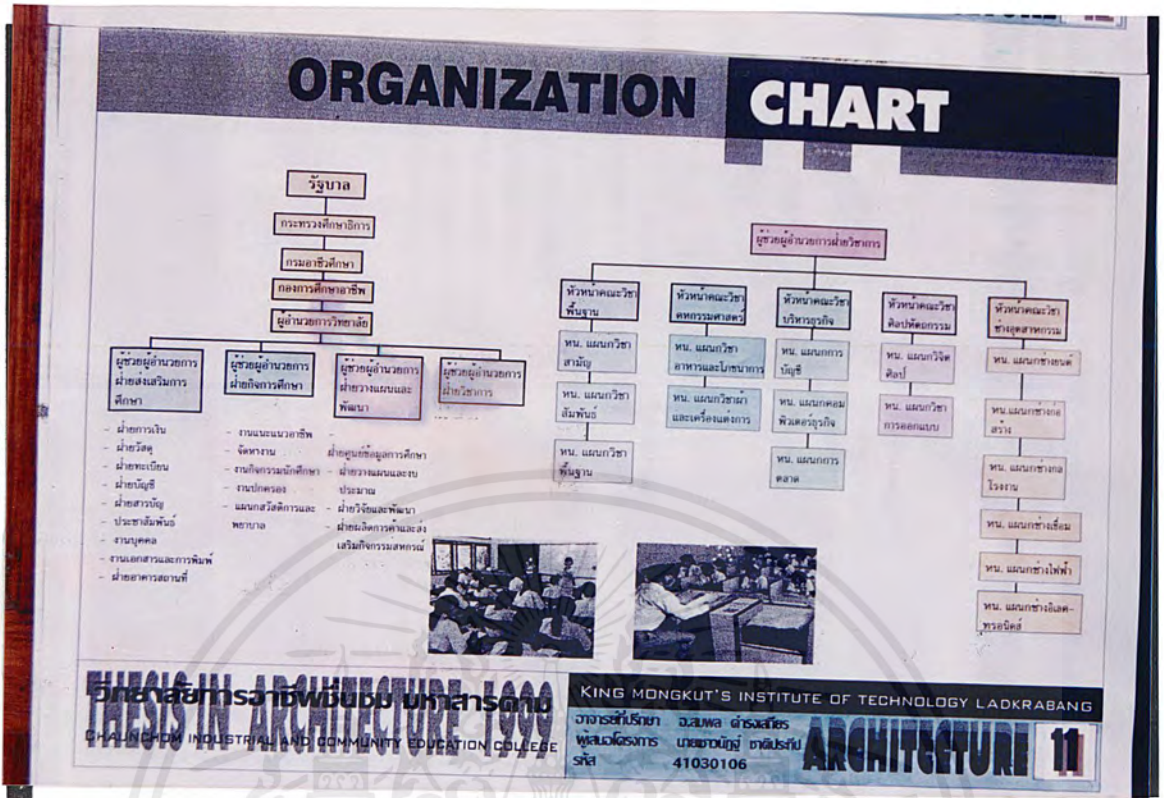 ORGANIZATION CHART
รัฐบาล
กระทรวงศึกษาธิการ
กรมอาชีวศึกษา
กองการศึกษาอาชีพ
ผู้อำนวยการวิทยาลัย
ผู้ช่วยผู้อำนวยการ
ฝ่ายส่งเสริมการ
ศึกษา
- ฝ่ายการเงิน
- ฝ่ายวัสดุ
- ฝ่ายทะเบียน
- ฝ่ายบัญชี
- ฝ่ายสารบัญ
- ประชาสัมพันธ์
- งานบุคคล
- งานเอกสารและการพิมพ์
- ฝ่ายอาคารสถานที่
ผู้ช่วยผู้อำนวยการ
ฝ่ายกิจการศึกษา
- งานแนะแนวอาชีพ
- จัดหางาน
- งานกิจกรรมนักศึกษา
- งานปกครอง
- แผนกสวัสดิการและ
พยาบาล
ผู้ช่วยผู้อำนวยการ
ฝ่ายวางแผนและ
พัฒนา
-
ฝ่ายศูนย์ข้อมูลการศึกษา
- ฝ่ายวางแผนและงบ
ประมาณ
- ฝ่ายวิจัยและพัฒนา
- ฝ่ายผลิตการค้าและส่ง
เสริมกิจกรรมสหกรณ์
ผู้ช่วยผู้อำนวยการ
ฝ่ายวิชาการ
ผู้ช่วยผู้อำนวยการฝ่ายวิชาการ
หัวหน้าคณะวิชา
พื้นฐาน
หน. แผนกวิชา
สามัญ
หน. แผนกวิชา
สัมพันธ์
หน. แผนกวิชา
พื้นฐาน
หัวหน้าคณะวิชา
คหกรรมศาสตร์
หน. แผนกวิชา
อาหารและโภชนาการ
หน. แผนกวิชาผ้า
และเครื่องแต่งการ
หัวหน้าคณะวิชา
บริหารธุรกิจ
หน. แผนกการ
บัญชี
หน. แผนกคอม
พิวเตอร์ธุรกิจ
หน. แผนกการ
ตลาด
หัวหน้าคณะวิชา
ศิลปหัตถกรรม
หน. แผนกวิจิต
ศิลป์
หน. แผนกวิชา
การออกแบบ
หัวหน้าคณะวิชา
ช่างอุตสาหกรรม
หน. แผนกช่างยนต์
หน. แผนกช่างก่อ
สร้าง
หน. แผนกช่างกล
โรงงาน
หน. แผนกช่างเชื่อม
หน. แผนกช่างไฟฟ้า
หน. แผนกช่างอิเลค-
ทรอนิคส์
THESIS IN ARCHITECTURE 1999
วิทยาลัยการอาชีพชื่นชม มหาสารคาม
CHAUNCHOM INDUSTRIAL AND COMMUNITY EDUCATION COLLEGE
KING MONGKUT'S INSTITUTE OF TECHNOLOGY LADKRABANG
อาจารย์ที่ปรึกษา อ.สมพล ดำรงเสถียร
ผู้เสนอโครงการ
รหัส 41030106
ARCHITECTURE 11